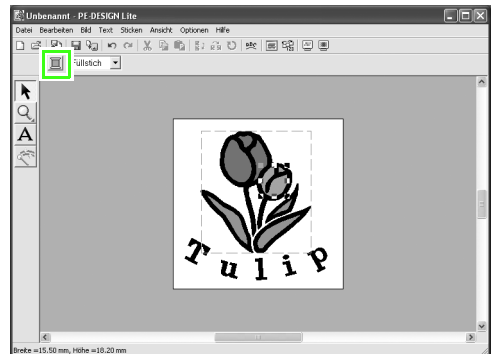 Unbenannt - PE-DESIGN Lite
Datei Bearbeiten Bild Text Sticken Ansicht Optionen Hilfe
Füllstich
A
Tulip
Breite =15.50 mm, Höhe =18.20 mm